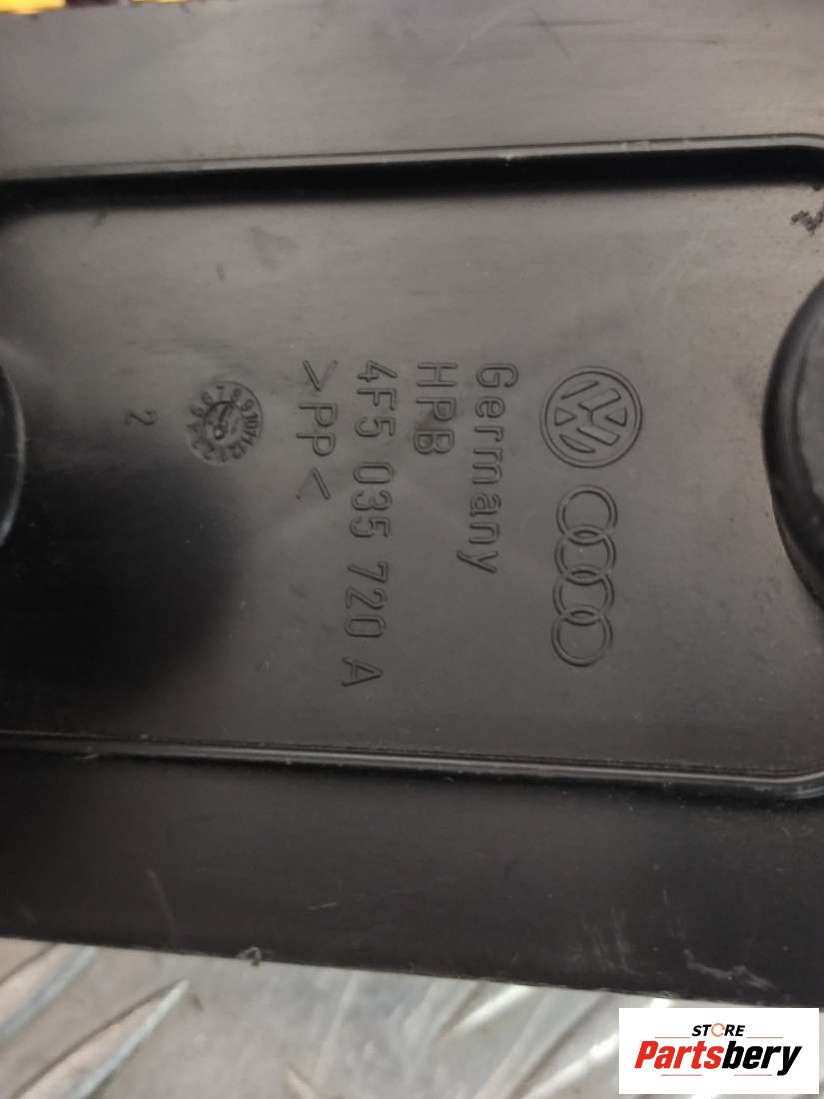 Germany
HPB
4F5 035 720 A
>PP<
2
STORE
Partsbery